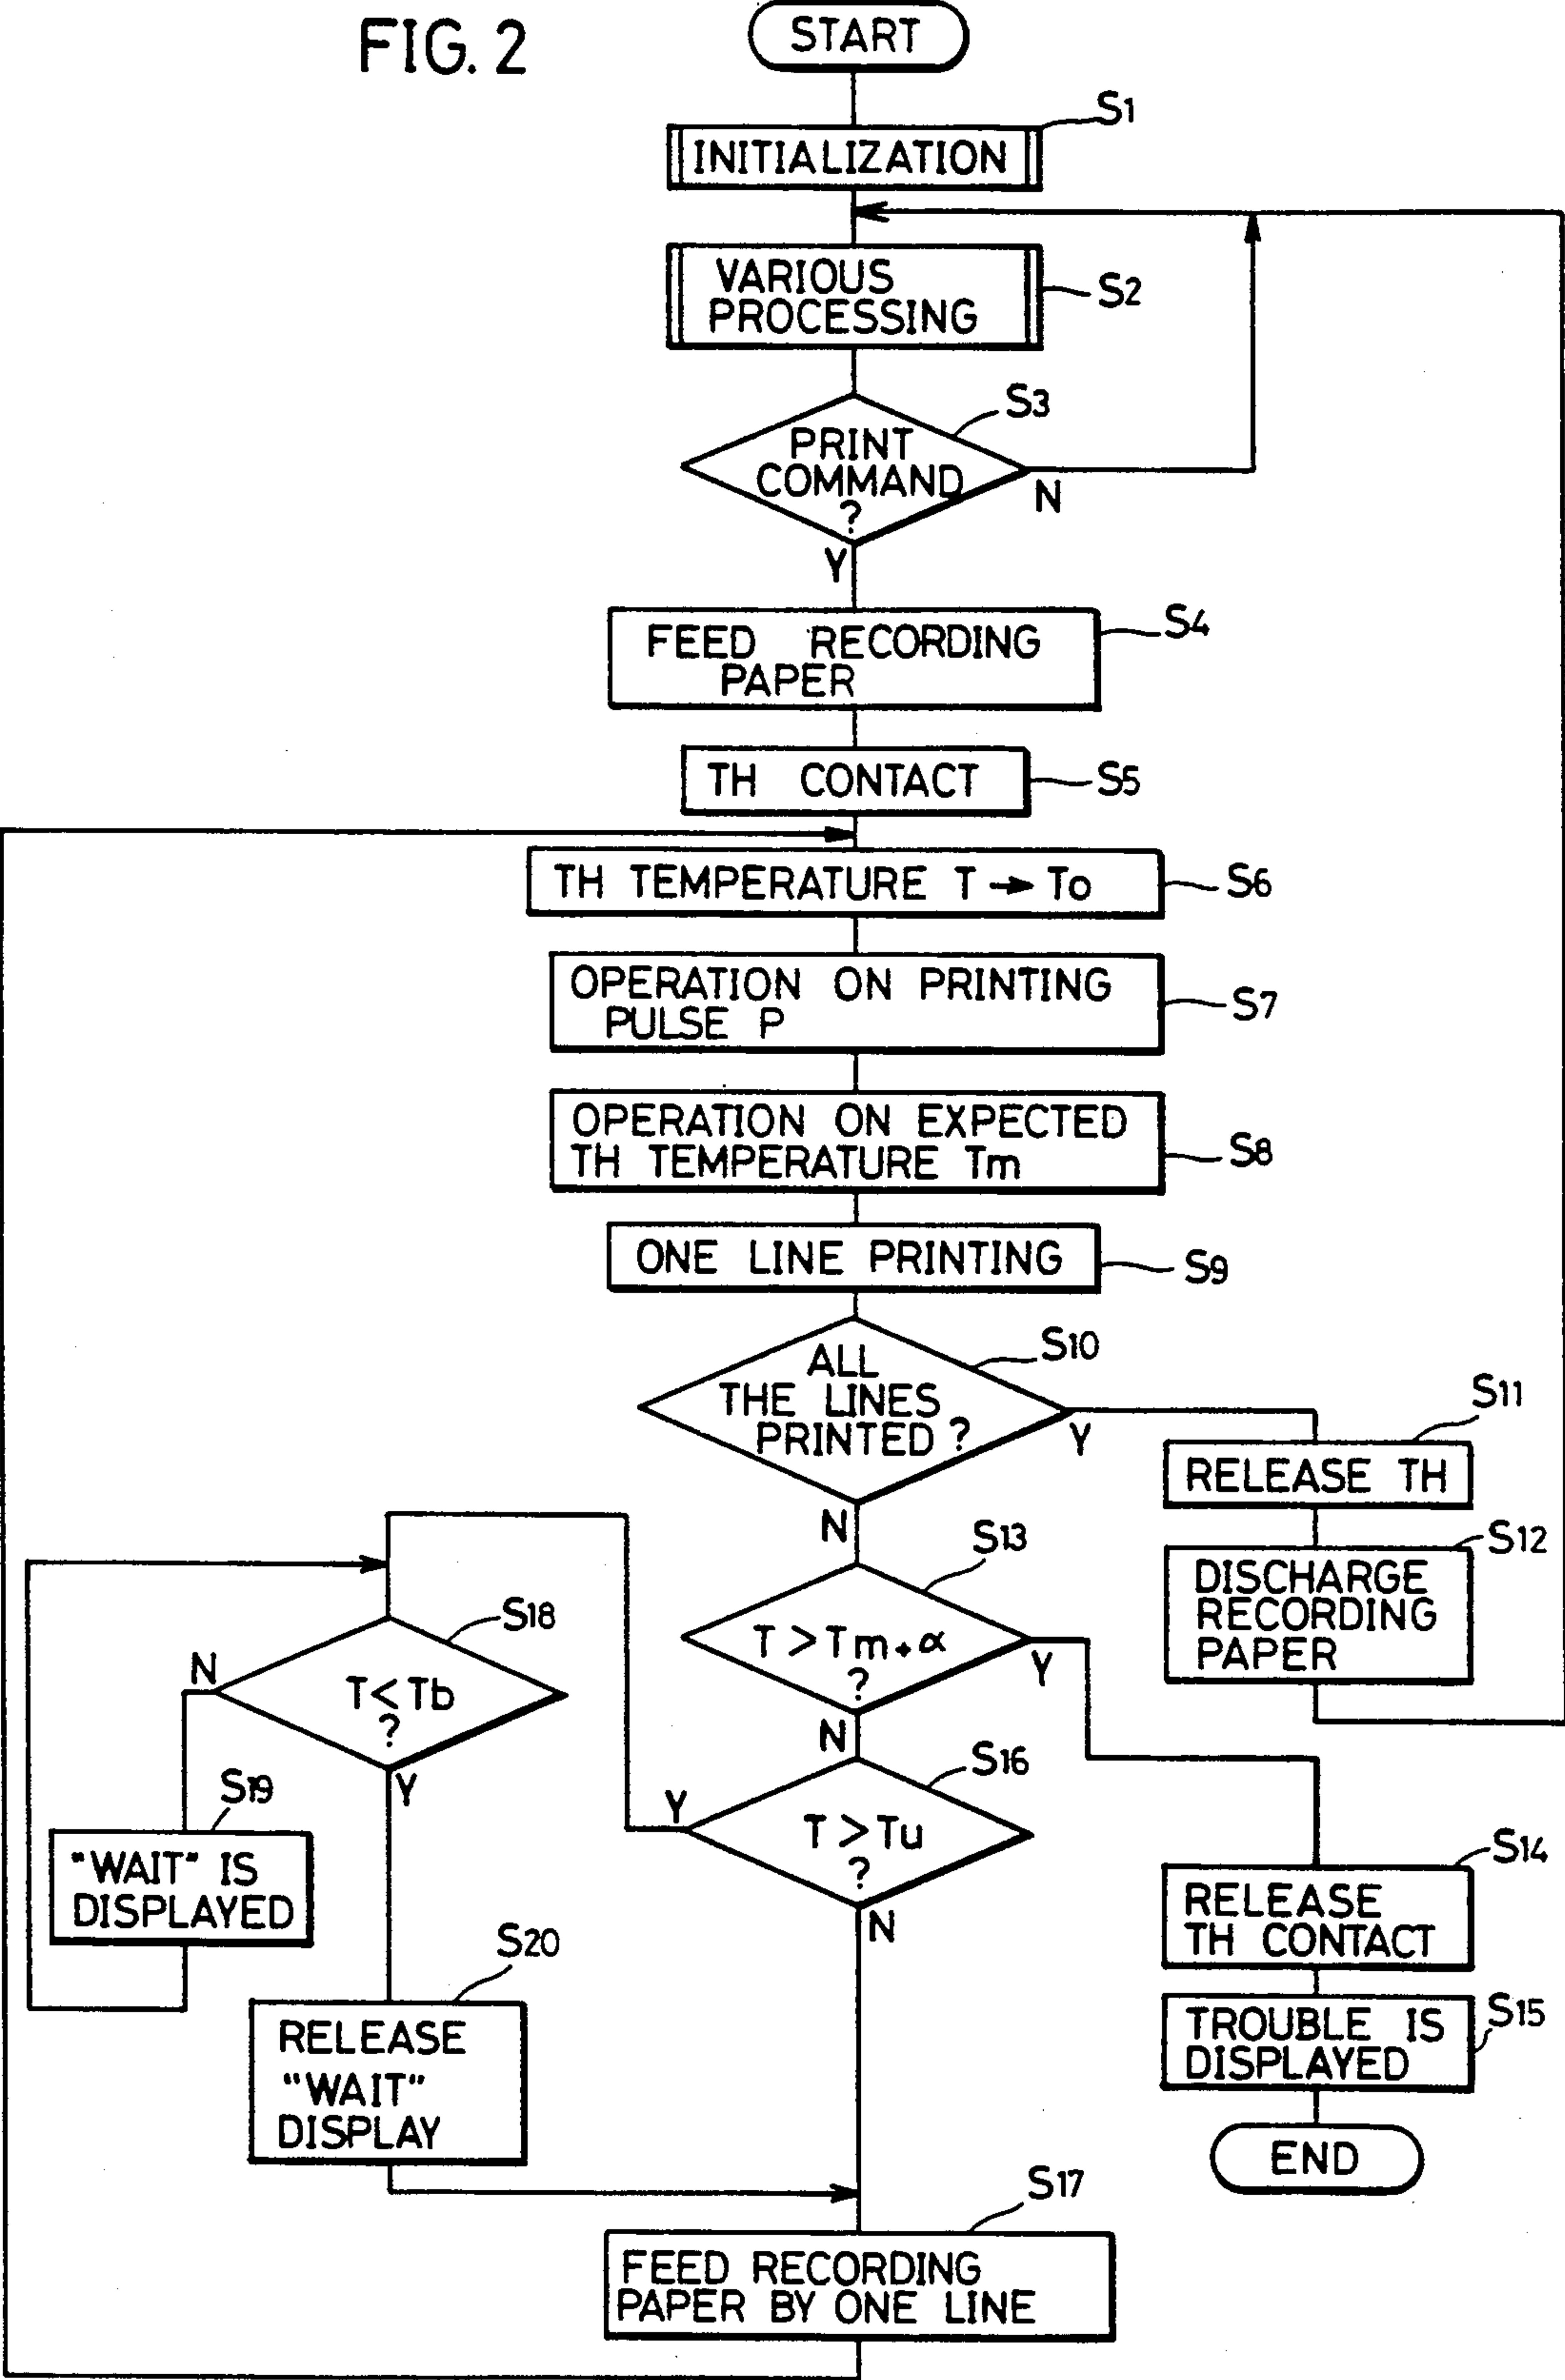 FIG. 2
START
S1
INITIALIZATION
VARIOUS
PROCESSING
S2
S3
PRINT
COMMAND
?
N
Y
S4
FEED RECORDING
PAPER
TH CONTACT
S5
TH TEMPERATURE T → To
S6
OPERATION ON PRINTING
PULSE P
S7
OPERATION ON EXPECTED
TH TEMPERATURE Tm
S8
ONE LINE PRINTING
S9
S10
ALL
THE LINES
PRINTED ?
Y
N
S11
RELEASE TH
S12
DISCHARGE
RECORDING
PAPER
S13
T > Tm + α
?
Y
N
S18
N
T < Tb
?
Y
S16
Y
T > Tu
?
N
S19
"WAIT" IS
DISPLAYED
S14
RELEASE
TH CONTACT
S20
RELEASE
"WAIT"
DISPLAY
S15
TROUBLE IS
DISPLAYED
END
S17
FEED RECORDING
PAPER BY ONE LINE